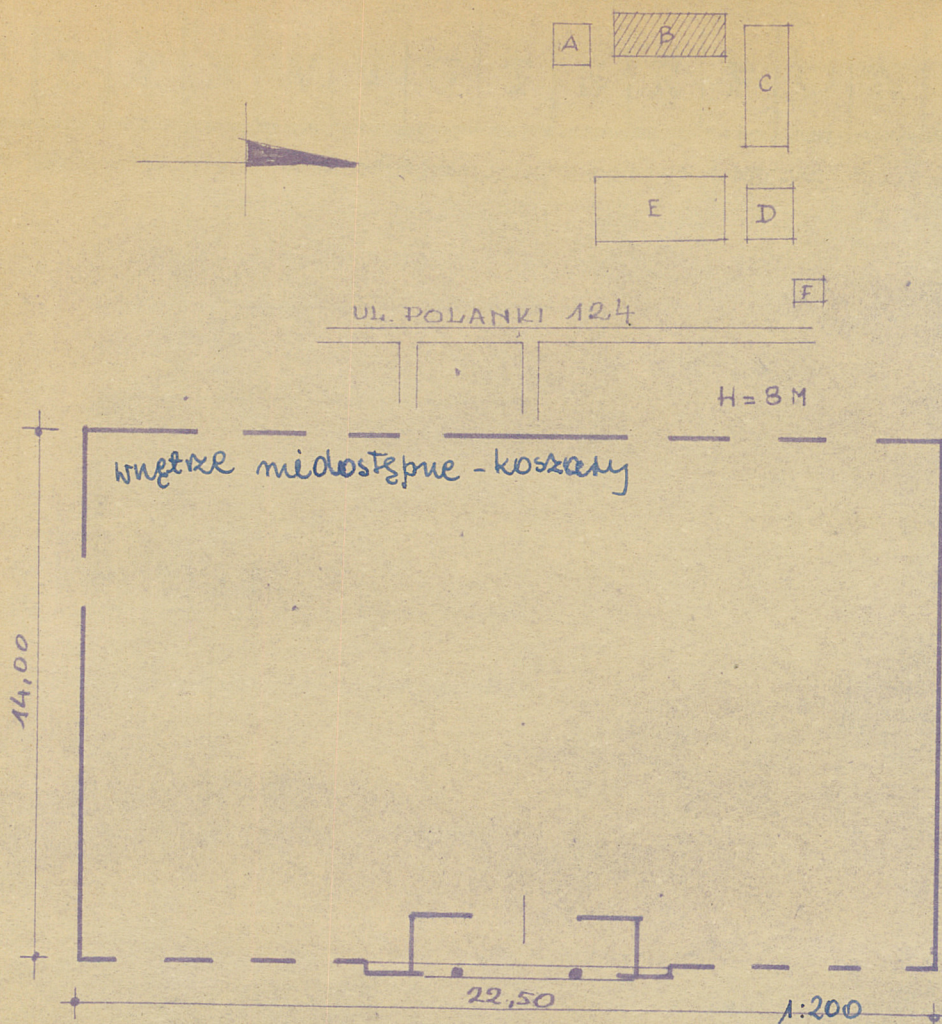 A
B
C
E
D
F
UL. POLANKI 124
H = 8 M
wnętrze niedostępne - koszary
14,00
22,50
1:200